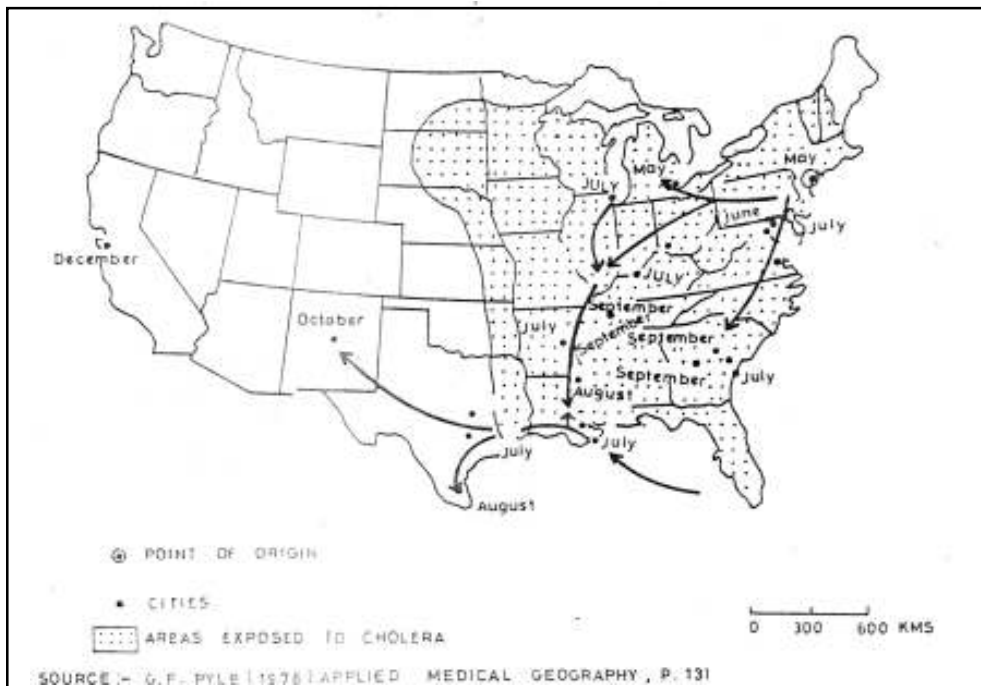 May
May
JULY
June
July
December
JULY
September
October
July
September
September
September
August
July
July
July
August
POINT OF ORIGIN
CITIES
AREAS EXPOSED TO CHOLERA
0 300 600 KMS
SOURCE:- G.F. PYLE (1976) APPLIED MEDICAL GEOGRAPHY, P. 131